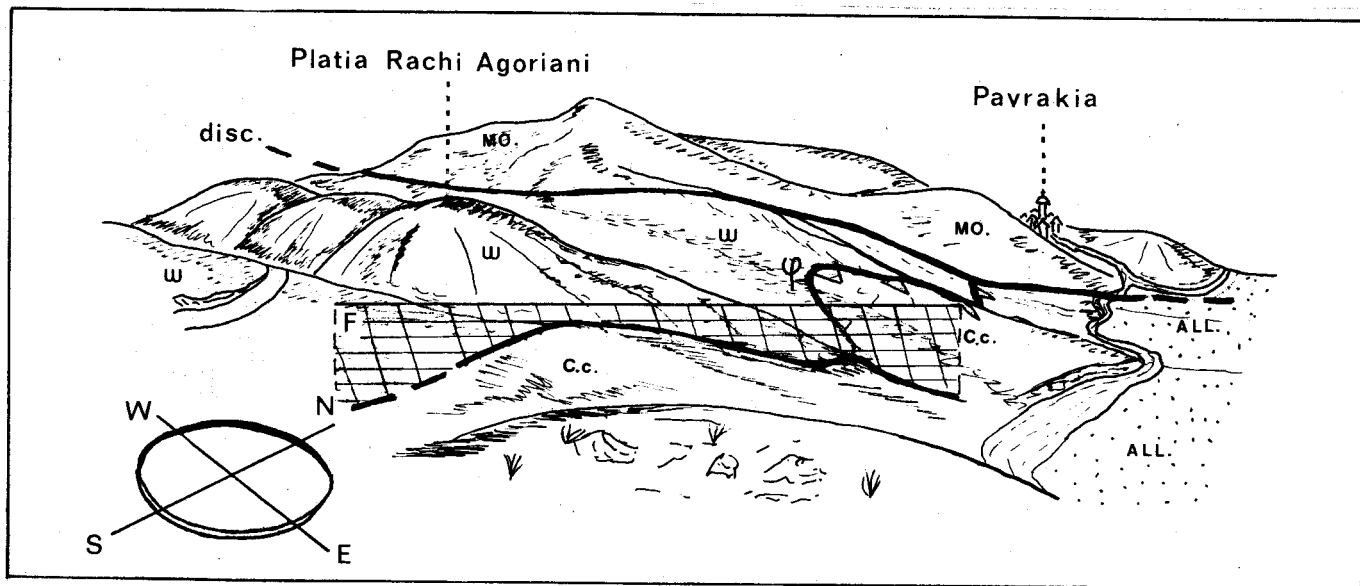 Platia Rachi Agoriani
Pavrakia
disc.
MO.
MO.
ω
ω
ω
φ
F
C.c.
C.c.
ALL.
ALL.
N
W
S
E